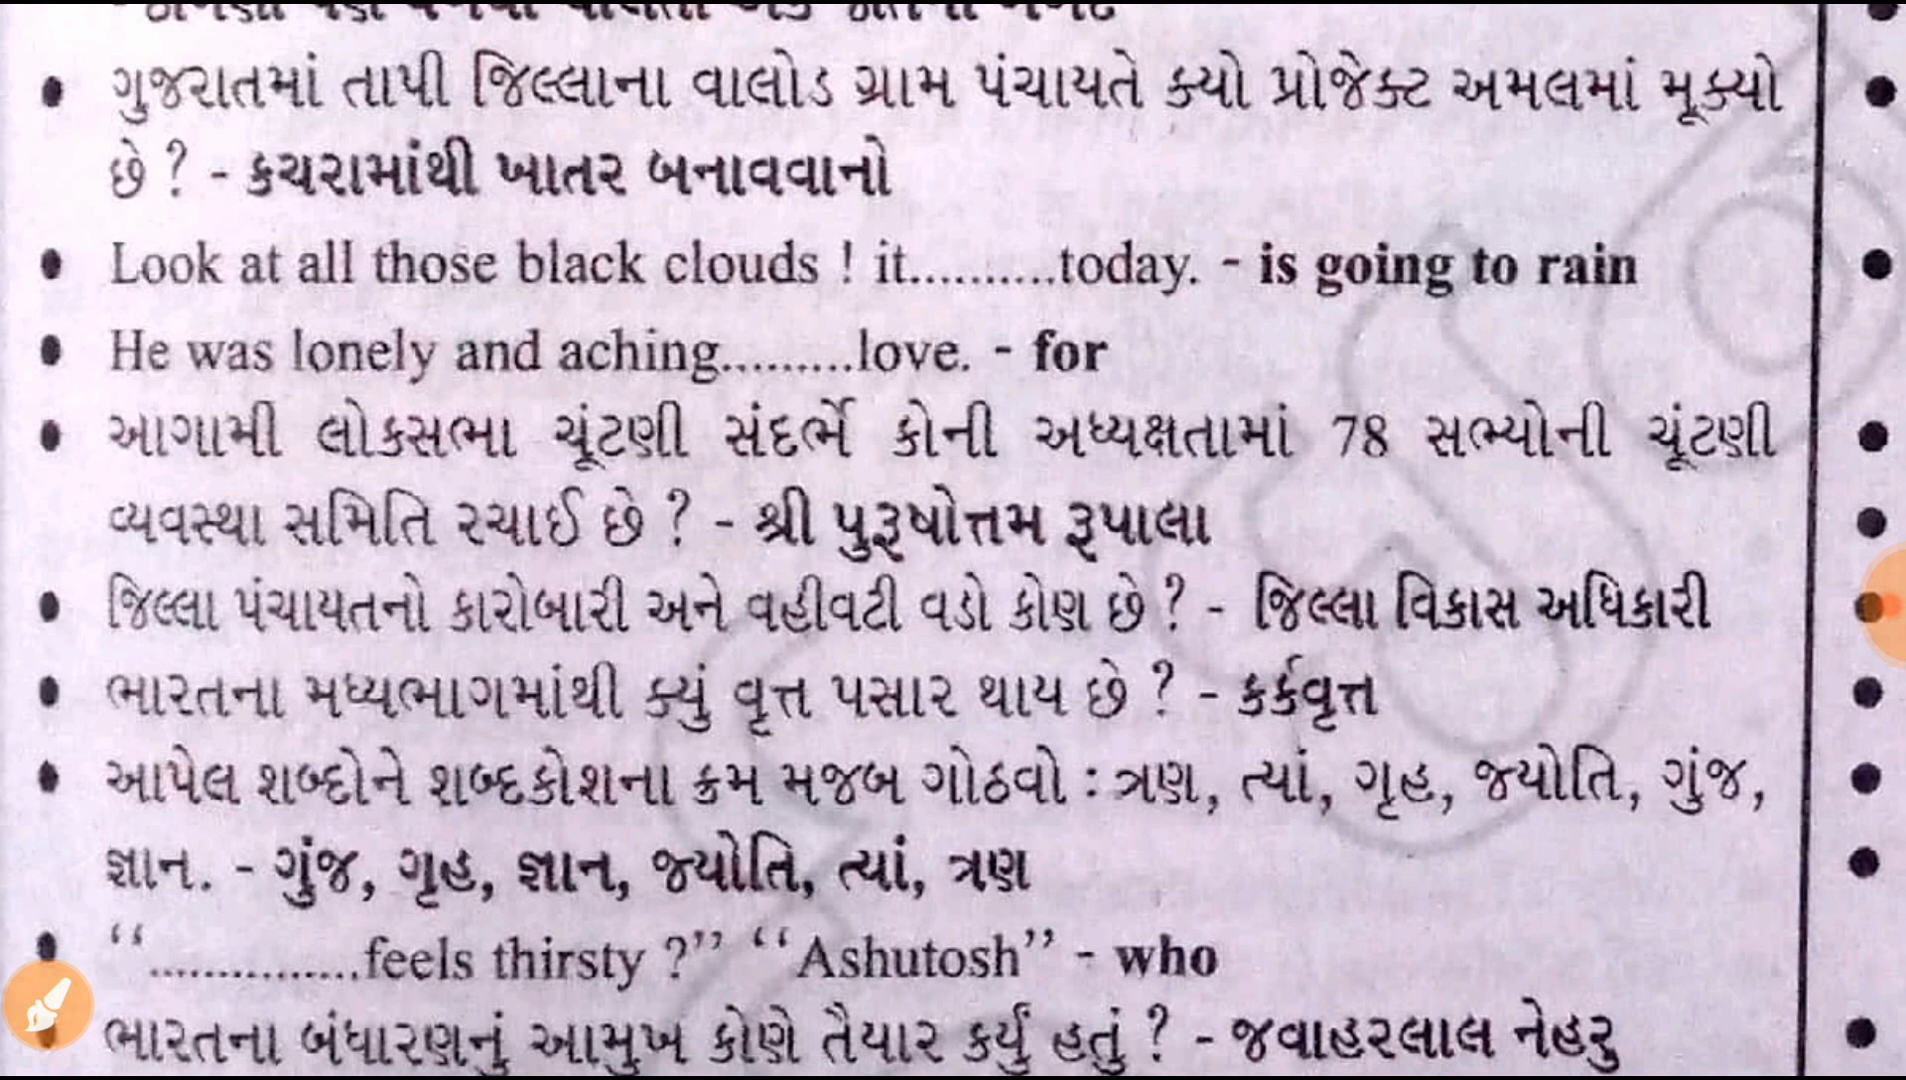 ગુજરાતમાં તાપી જિલ્લાના વાલોડ ગ્રામ પંચાયતે ક્યો પ્રોજેક્ટ અમલમાં મૂક્યો
છે ? - કચરામાંથી ખાતર બનાવવાનો
Look at all those black clouds ! it..........today. - is going to rain
He was lonely and aching.........love. - for
આગામી લોકસભા ચૂંટણી સંદર્ભે કોની અધ્યક્ષતામાં 78 સભ્યોની ચૂંટણી
વ્યવસ્થા સમિતિ રચાઈ છે ? - શ્રી પુરૂષોત્તમ રૂપાલા
જિલ્લા પંચાયતનો કારોબારી અને વહીવટી વડો કોણ છે ? - જિલ્લા વિકાસ અધિકારી
ભારતના મધ્યભાગમાંથી ક્યું વૃત્ત પસાર થાય છે ? - કર્કવૃત્ત
આપેલ શબ્દોને શબ્દકોશના ક્રમ મજબ ગોઠવો : ત્રણ, ત્યાં, ગૃહ, જ્યોતિ, ગુંજ,
જ્ઞાન. - ગુંજ, ગૃહ, જ્ઞાન, જ્યોતિ, ત્યાં, ત્રણ
‘‘...............feels thirsty ?’’ ‘‘Ashutosh’’ - who
ભારતના બંધારણનું આમુખ કોણે તૈયાર કર્યું હતું ? - જવાહરલાલ નેહરુ